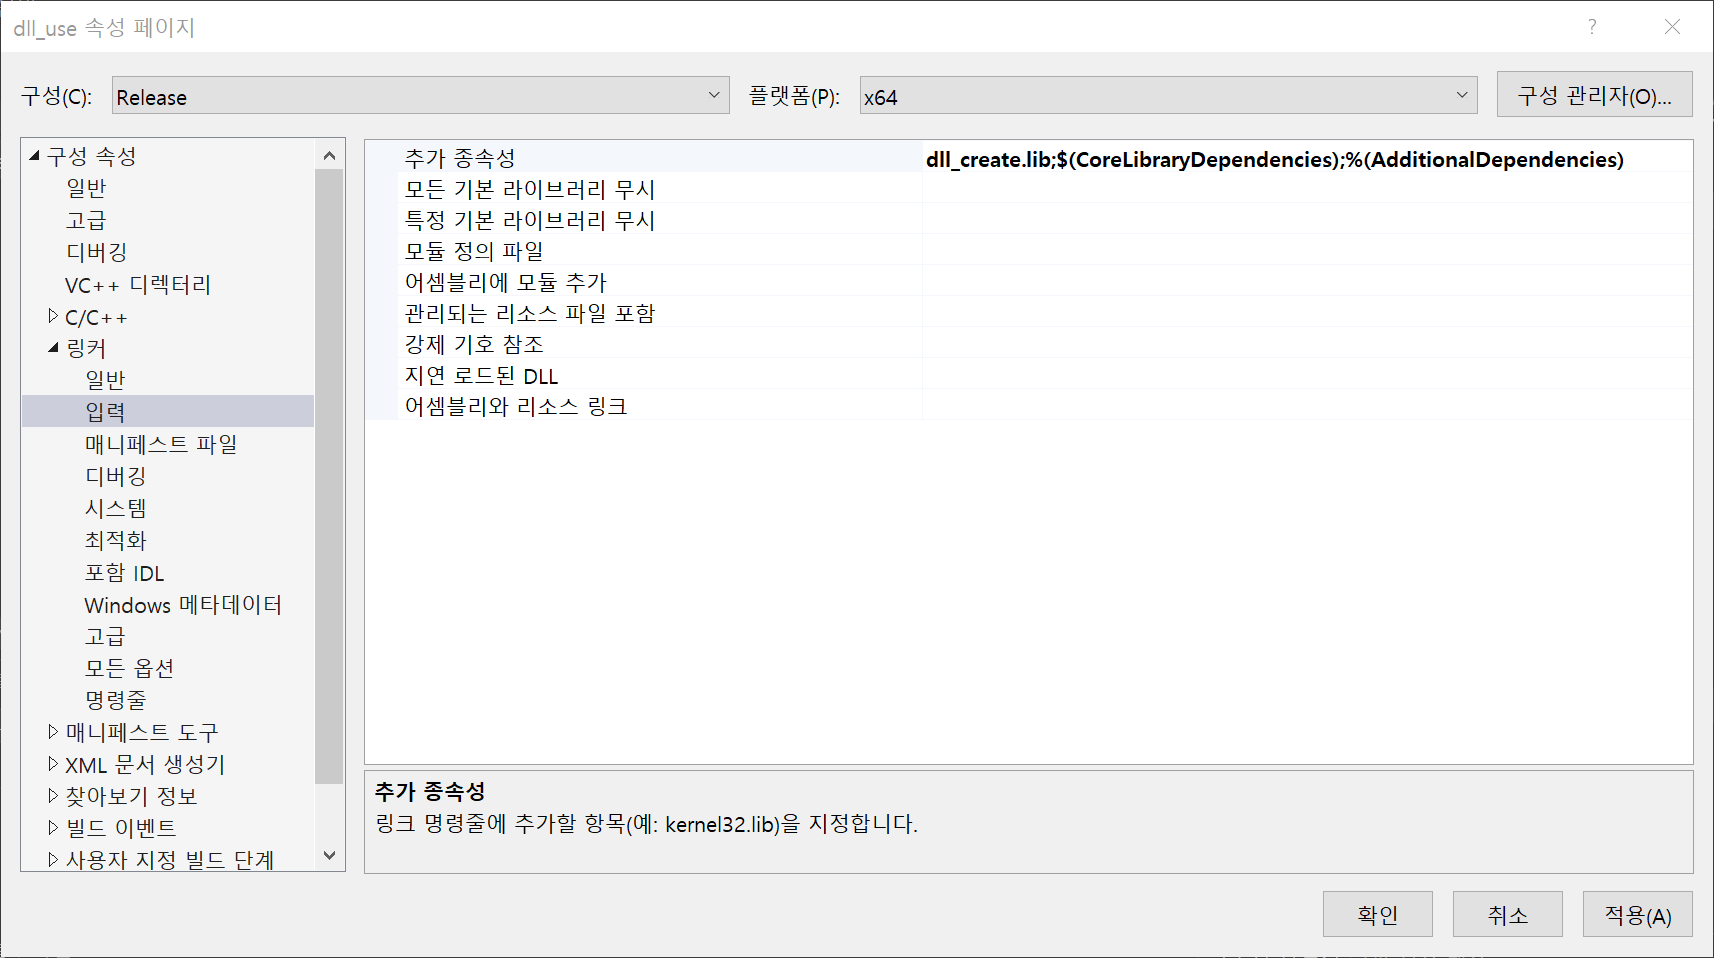 dll_use 속성 페이지
?
구성(C):
Release
플랫폼(P):
x64
구성 관리자(O)...
구성 속성
일반
고급
디버깅
VC++ 디렉터리
C/C++
링커
일반
입력
매니페스트 파일
디버깅
시스템
최적화
포함 IDL
Windows 메타데이터
고급
모든 옵션
명령줄
매니페스트 도구
XML 문서 생성기
찾아보기 정보
빌드 이벤트
사용자 지정 빌드 단계
추가 종속성 dll_create.lib;$(CoreLibraryDependencies);%(AdditionalDependencies)
모든 기본 라이브러리 무시
특정 기본 라이브러리 무시
모듈 정의 파일
어셈블리에 모듈 추가
관리되는 리소스 파일 포함
강제 기호 참조
지연 로드된 DLL
어셈블리와 리소스 링크
추가 종속성
링크 명령줄에 추가할 항목(예: kernel32.lib)을 지정합니다.
확인
취소
적용(A)